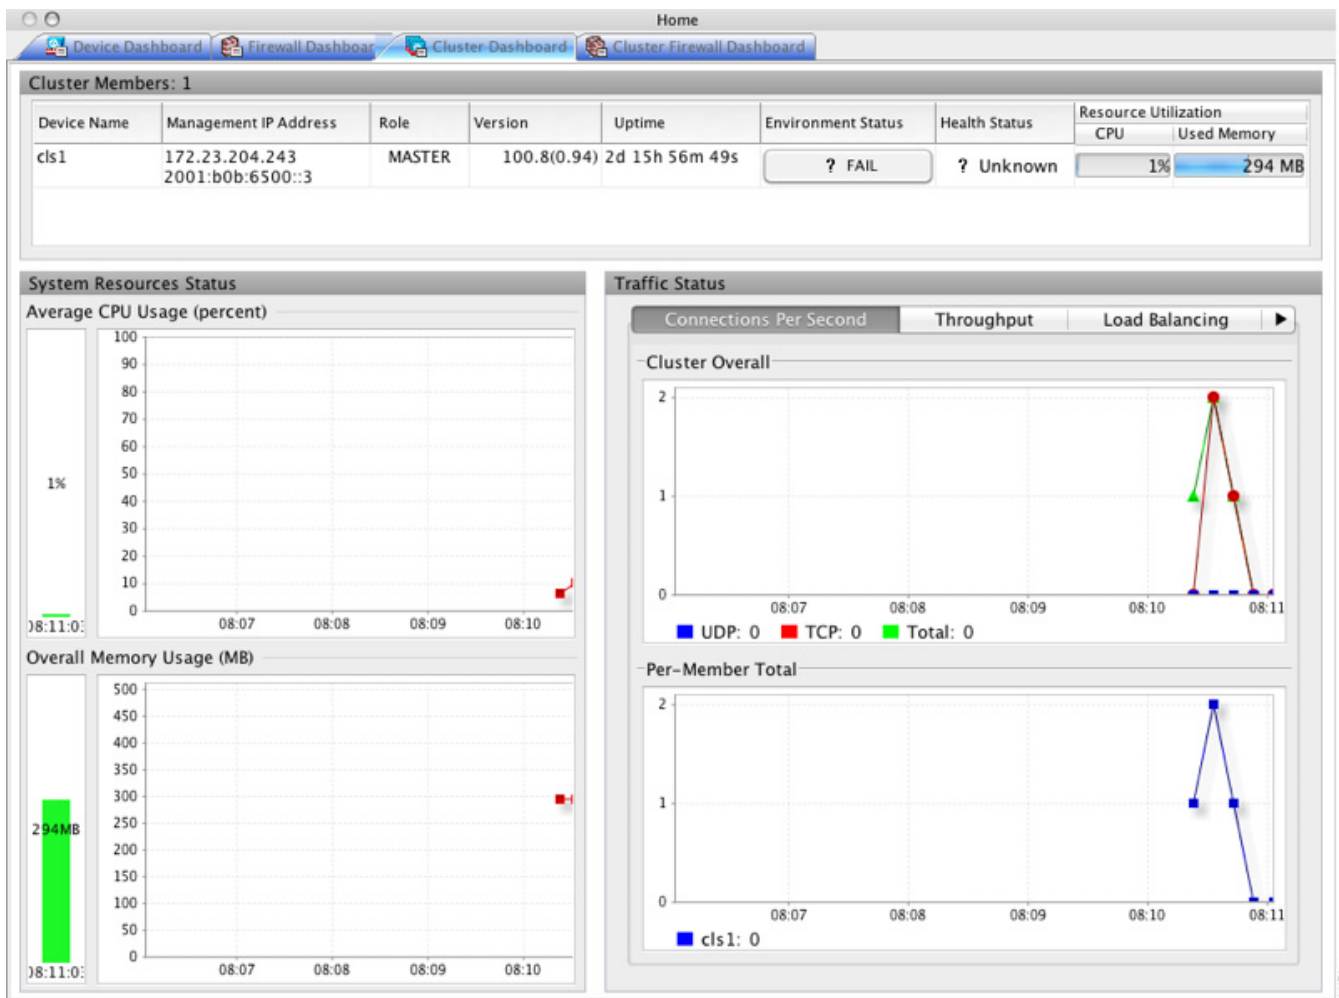 Home
Device Dashboard Firewall Dashboar Cluster Dashboard Cluster Firewall Dashboard
Cluster Members: 1
Device Name Management IP Address Role Version Uptime Environment Status Health Status Resource Utilization
CPU Used Memory
cls1 172.23.204.243 MASTER 100.8(0.94) 2d 15h 56m 49s ? FAIL ? Unknown 1% 294 MB
2001:b0b:6500::3
System Resources Status
Average CPU Usage (percent)
100
90
80
70
60
50
1%
40
30
20
10
0
08:07 08:08 08:09 08:10
08:11:03
Overall Memory Usage (MB)
500
450
400
350
300
250
294MB
200
150
100
50
0
08:07 08:08 08:09 08:10
08:11:03
Traffic Status
Connections Per Second Throughput Load Balancing
Cluster Overall
2
1
0
08:07 08:08 08:09 08:10 08:11
UDP: 0 TCP: 0 Total: 0
Per-Member Total
2
1
0
08:07 08:08 08:09 08:10 08:11
cls1: 0